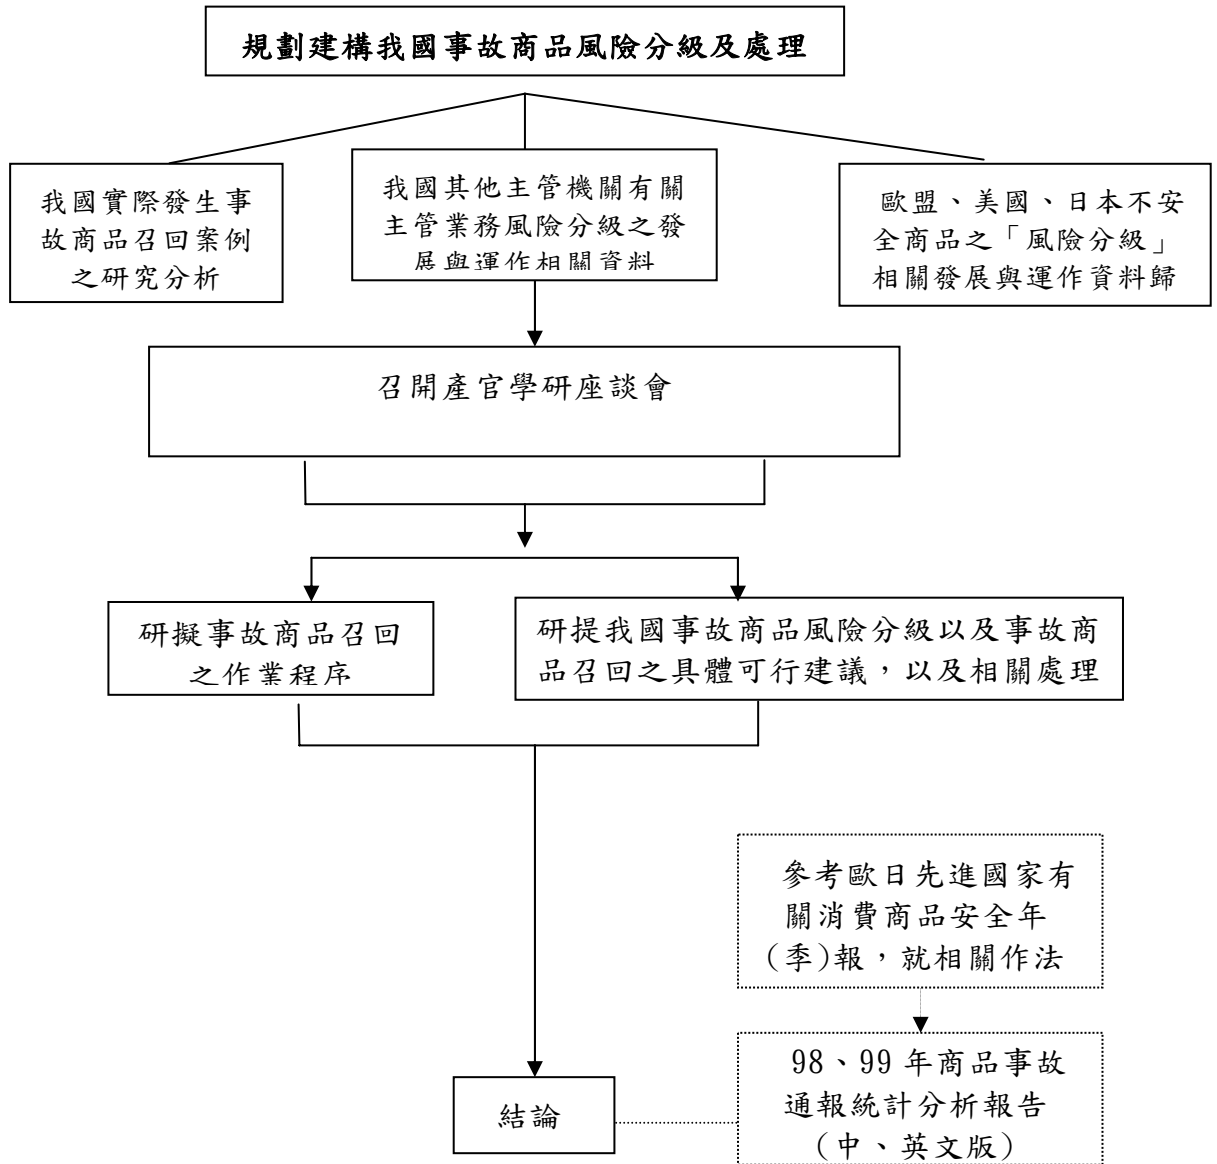 規劃建構我國事故商品風險分級及處理
我國實際發生事
故商品召回案例
之研究分析
我國其他主管機關有關
主管業務風險分級之發
展與運作相關資料
歐盟、美國、日本不安
全商品之「風險分級」
相關發展與運作資料歸
召開產官學研座談會
研擬事故商品召回
之作業程序
研提我國事故商品風險分級以及事故商
品召回之具體可行建議，以及相關處理
參考歐日先進國家有
關消費商品安全年
(季)報，就相關作法
98、99 年商品事故
通報統計分析報告
（中、英文版）
結論